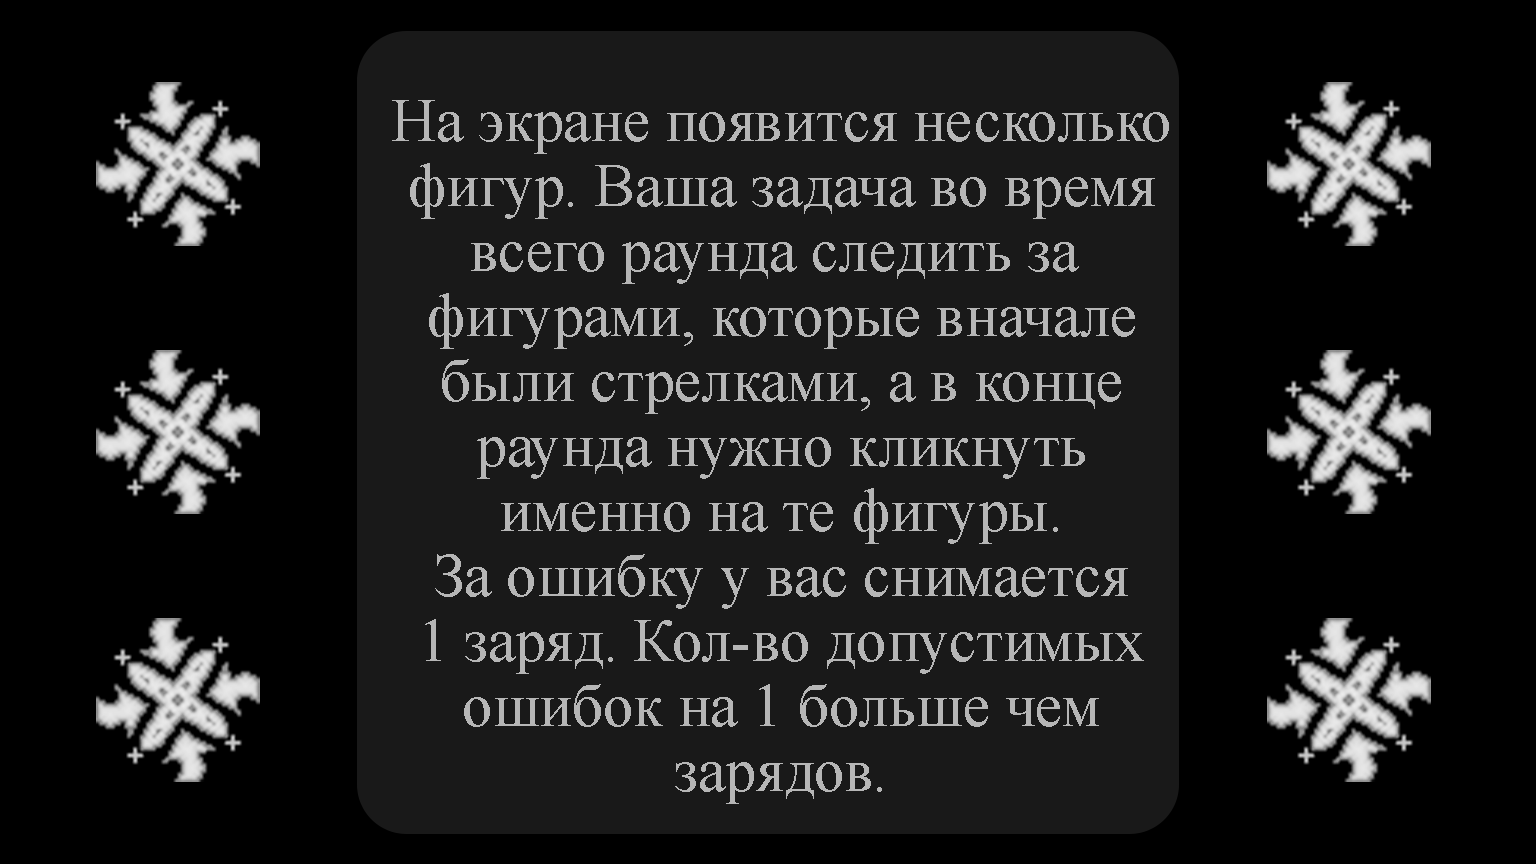 На экране появится несколько
фигур. Ваша задача во время
всего раунда следить за
фигурами, которые вначале
были стрелками, а в конце
раунда нужно кликнуть
именно на те фигуры.
За ошибку у вас снимается
1 заряд. Кол-во допустимых
ошибок на 1 больше чем
зарядов.